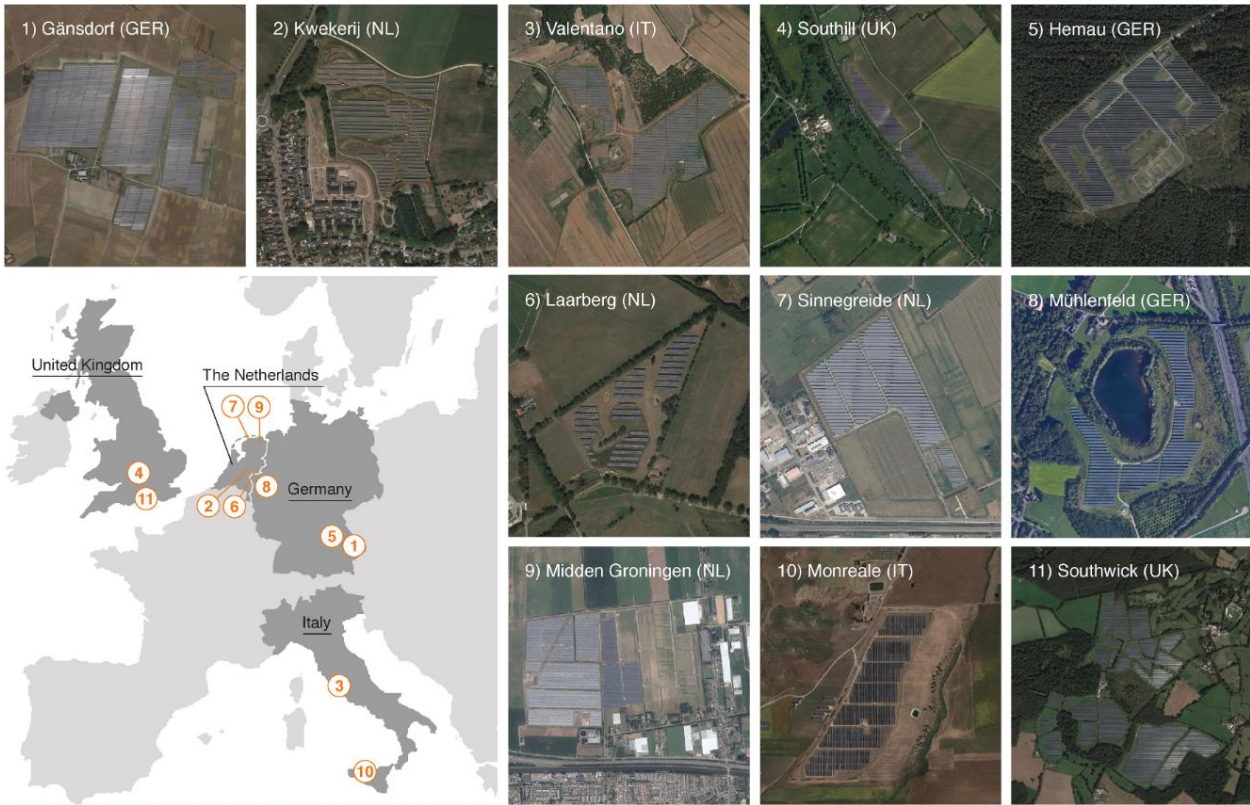 1) Gänsdorf (GER)
2) Kwekerij (NL)
3) Valentano (IT)
4) Southill (UK)
5) Hemau (GER)
6) Laarberg (NL)
7) Sinnegreide (NL)
8) Mühlenfeld (GER)
9) Midden Groningen (NL)
10) Monreale (IT)
11) Southwick (UK)
United Kingdom
The Netherlands
7
9
4
11
2
6
8
Germany
5
1
Italy
3
10